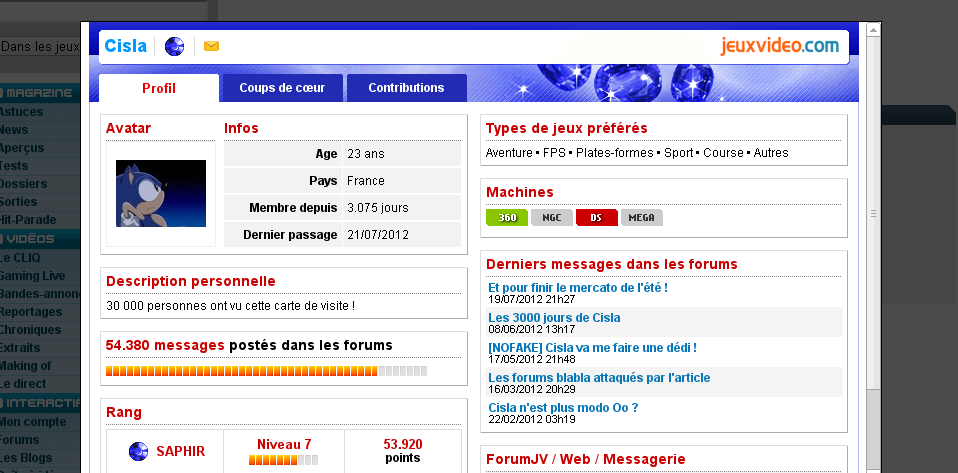 Dans les jeux
MAGAZINE
Astuces
News
Aperçus
Tests
Dossiers
Sorties
Hit-Parade
VIDÉOS
Le CLIQ
Gaming Live
Bandes-annon
Reportages
Chroniques
Extraits
Making of
Le direct
INTERACTIF
Mon compte
Forums
Les Blogs
Cisla
jeuxvideo.com
Profil
Coups de cœur
Contributions
Avatar
Infos
Age 23 ans
Pays France
Membre depuis 3.075 jours
Dernier passage 21/07/2012
Description personnelle
30 000 personnes ont vu cette carte de visite !
54.380 messages postés dans les forums
Rang
SAPHIR
Niveau 7
53.920
points
Types de jeux préférés
Aventure ▪ FPS ▪ Plates-formes ▪ Sport ▪ Course ▪ Autres
Machines
360 NGC DS MEGA
Derniers messages dans les forums
Et pour finir le mercato de l'été !
19/07/2012 21h27
Les 3000 jours de Cisla
08/06/2012 13h17
[NOFAKE] Cisla va me faire une dédi !
17/05/2012 21h48
Les forums blabla attaqués par l'article
16/03/2012 20h29
Cisla n'est plus modo Oo ?
22/02/2012 03h19
ForumJV / Web / Messagerie